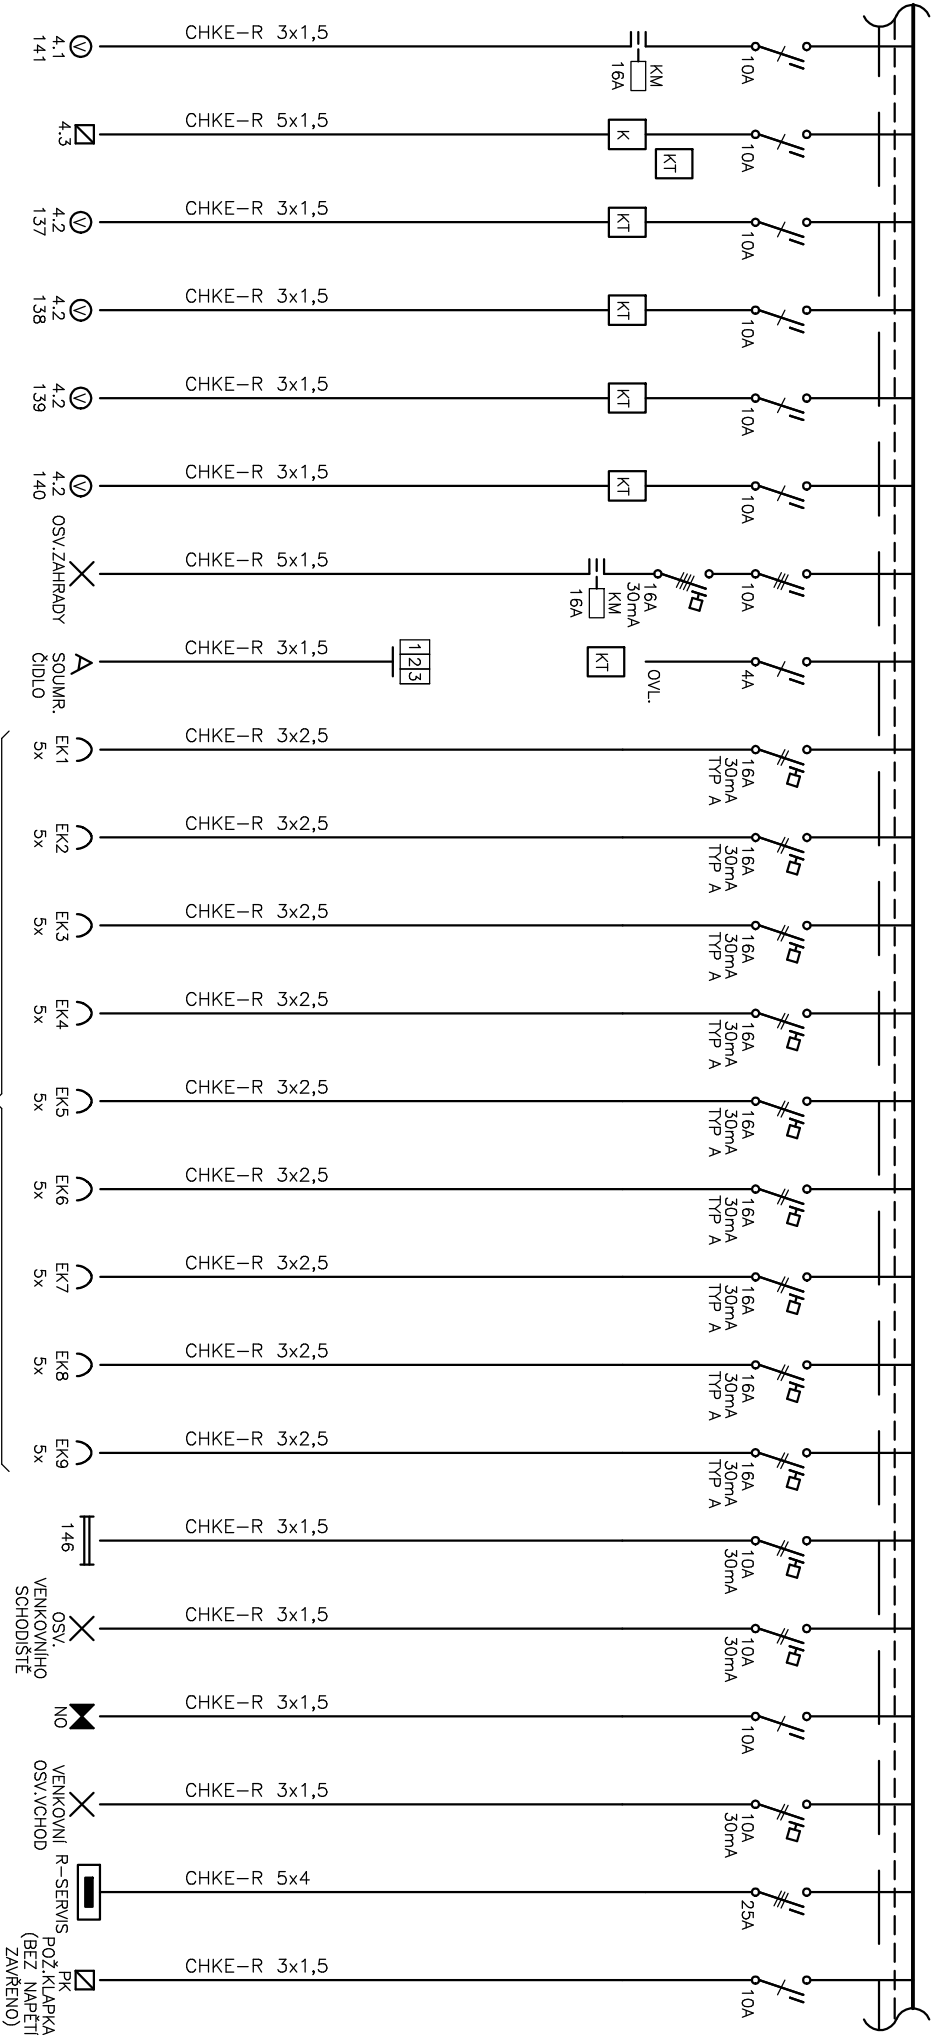 CHKE-R 3x1,5
10A
KM
16A
4.1
141
CHKE-R 5x1,5
10A
KT
K
4.3
CHKE-R 3x1,5
10A
KT
V
4.2
137
CHKE-R 3x1,5
10A
KT
V
4.2
138
CHKE-R 3x1,5
10A
KT
V
4.2
139
CHKE-R 3x1,5
10A
KT
V
4.2
140
CHKE-R 5x1,5
10A
16A
30mA
KM
16A
OSV.ZAHRADY
CHKE-R 3x1,5
4A
OVL.
KT
1 2 3
SOUMR.
ČIDLO
CHKE-R 3x2,5
16A
30mA
TYP A
EK1
5x
CHKE-R 3x2,5
16A
30mA
TYP A
EK2
5x
CHKE-R 3x2,5
16A
30mA
TYP A
EK3
5x
CHKE-R 3x2,5
16A
30mA
TYP A
EK4
5x
CHKE-R 3x2,5
16A
30mA
TYP A
EK5
5x
CHKE-R 3x2,5
16A
30mA
TYP A
EK6
5x
CHKE-R 3x2,5
16A
30mA
TYP A
EK7
5x
CHKE-R 3x2,5
16A
30mA
TYP A
EK8
5x
CHKE-R 3x2,5
16A
30mA
TYP A
EK9
5x
CHKE-R 3x1,5
10A
30mA
146
CHKE-R 3x1,5
10A
30mA
OSV.
VENKOVNÍHO
SCHODIŠTĚ
CHKE-R 3x1,5
10A
NO
CHKE-R 3x1,5
10A
30mA
VENKOVNÍ
OSV.VCHOD
CHKE-R 5x4
25A
R-SERVIS
CHKE-R 3x1,5
10A
PK
POŽ.KLAPKA
(BEZ NAPĚTÍ
ZAVŘENO)
V